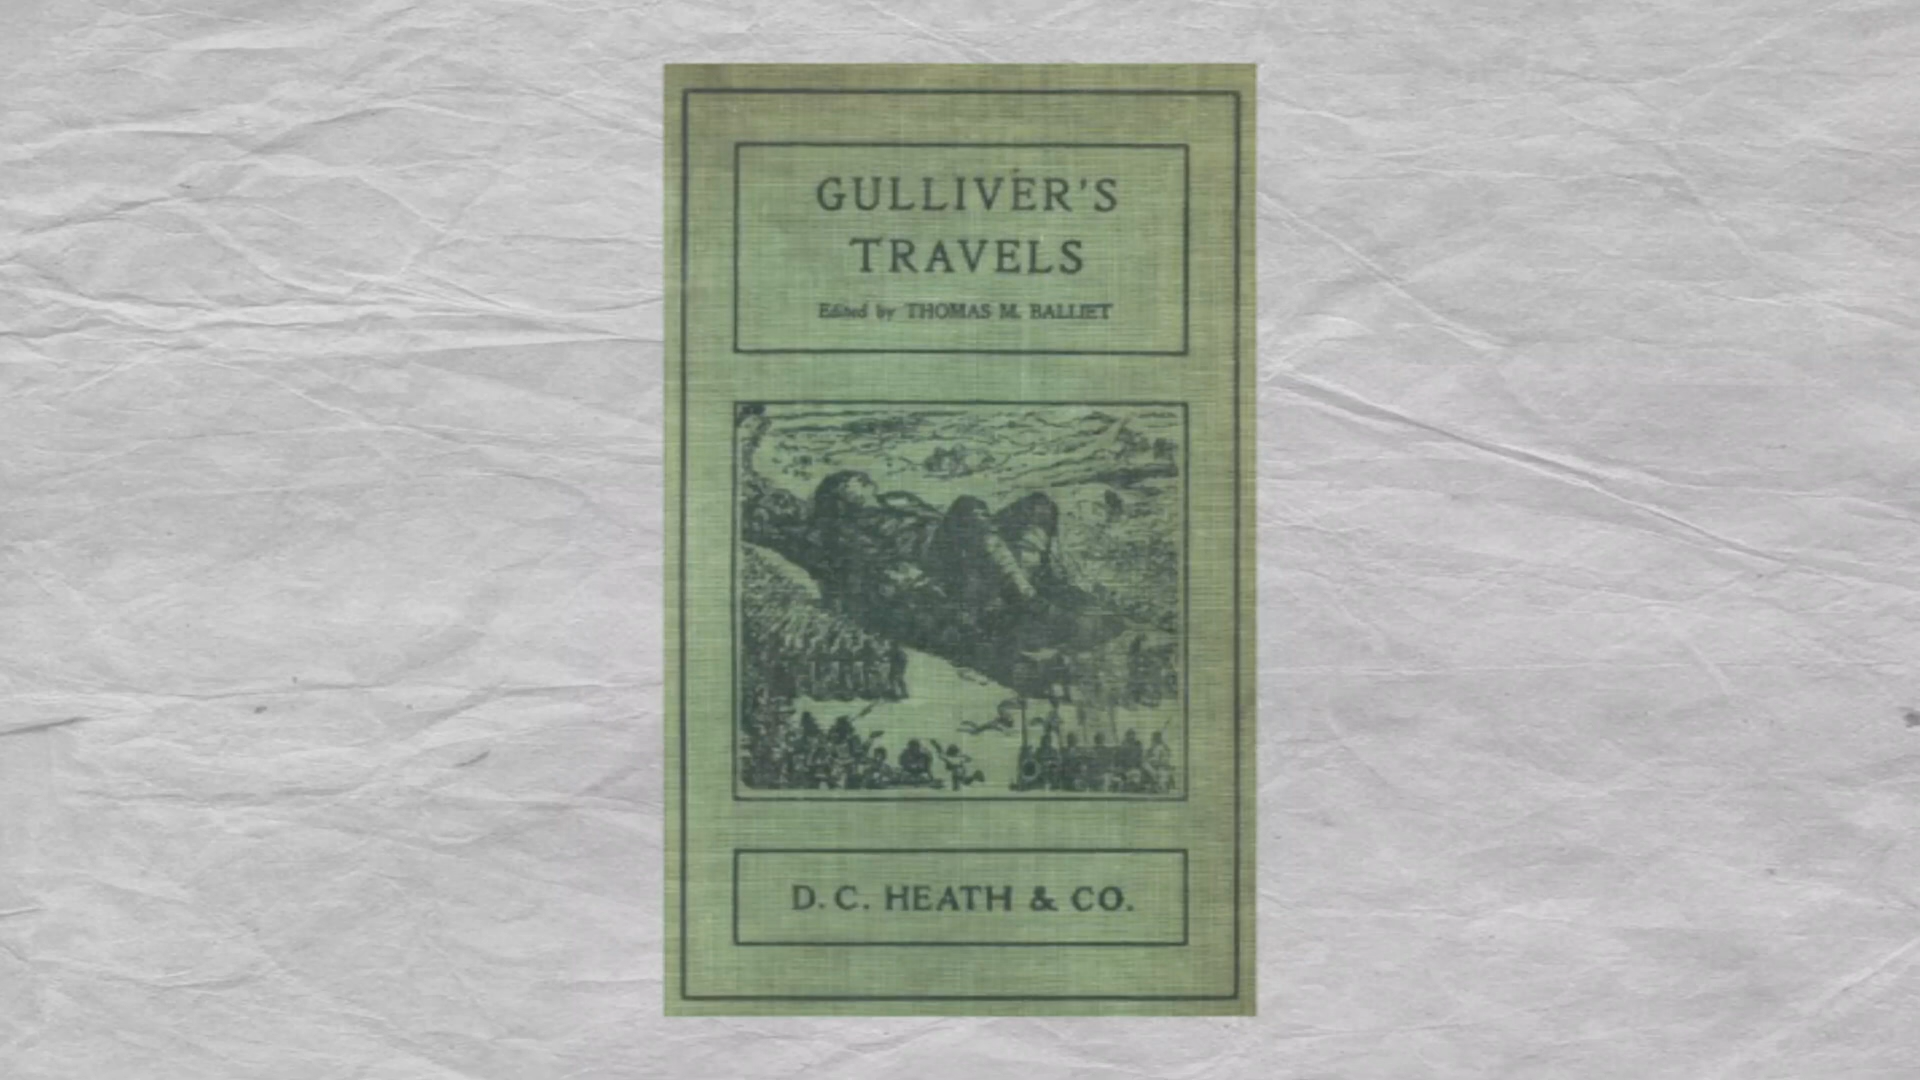 GULLIVER'S
TRAVELS
Edited by THOMAS M. BALLIET
D. C. HEATH & CO.